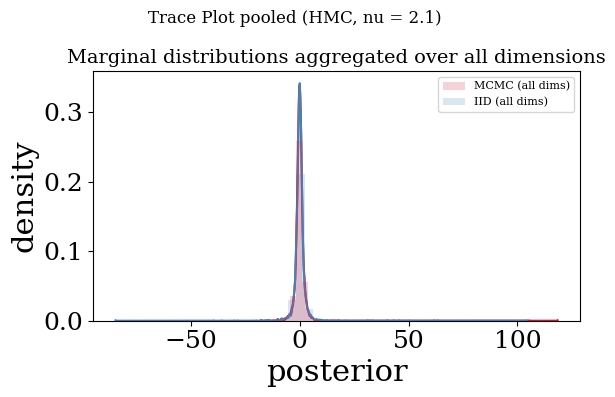 Trace Plot pooled (HMC, nu = 2.1)
Marginal distributions aggregated over all dimensions
MCMC (all dims)
IID (all dims)
density
0.3
0.2
0.1
0.0
−50
0
50
100
posterior